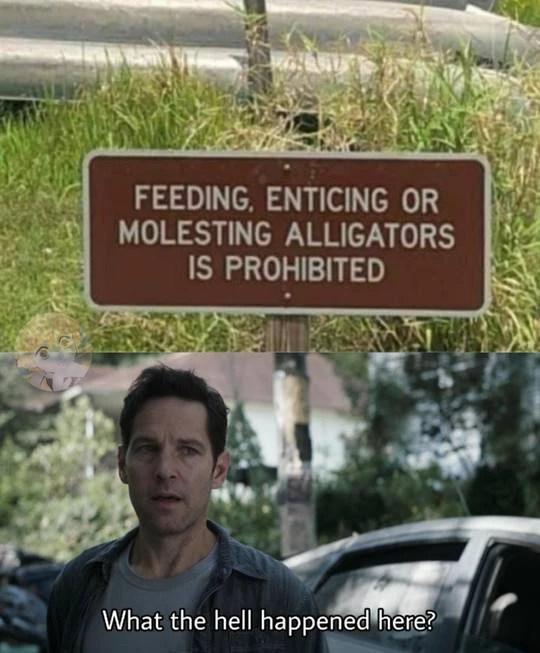 FEEDING, ENTICING OR
MOLESTING ALLIGATORS
IS PROHIBITED
What the hell happened here?